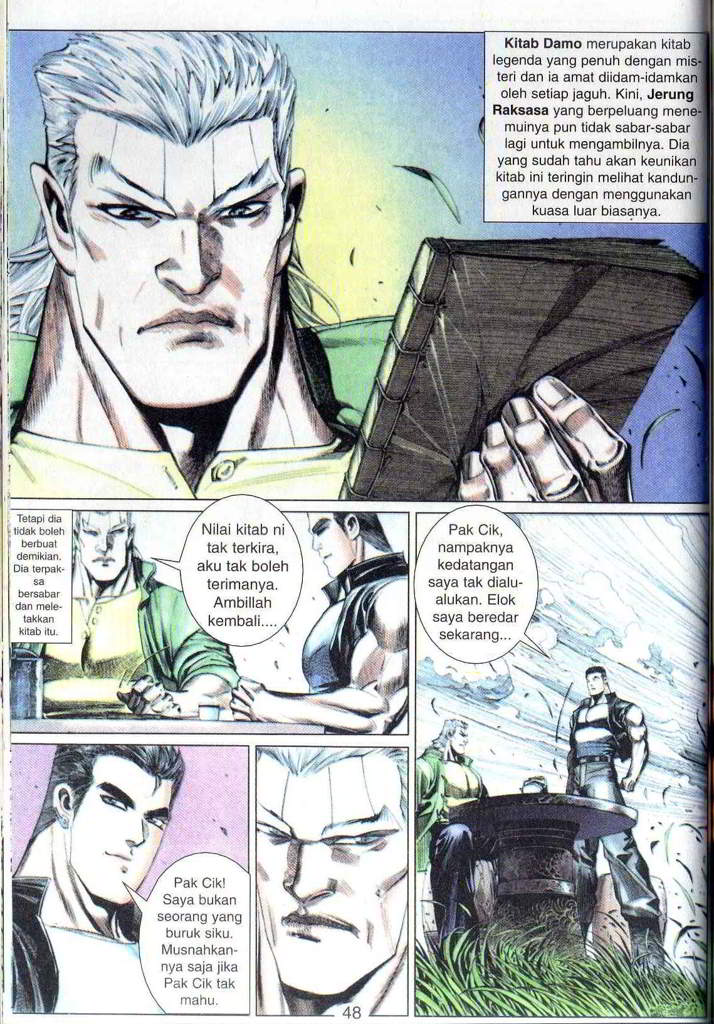 Kitab Damo merupakan kitab
legenda yang penuh dengan mis-
teri dan ia amat diidam-idamkan
oleh setiap jaguh. Kini, Jerung
Raksasa yang berpeluang mene-
muinya pun tidak sabar-sabar
lagi untuk mengambilnya. Dia
yang sudah tahu akan keunikan
kitab ini teringin melihat kandun-
gannya dengan menggunakan
kuasa luar biasanya.
Tetapi dia
tidak boleh
berbuat
demikian.
Dia terpak-
sa
bersabar
dan mele-
takkan
kitab itu.
Nilai kitab ni
tak terkira,
aku tak boleh
terimanya.
Ambillah
kembali....
Pak Cik,
nampaknya
kedatangan
saya tak dialu-
alukan. Elok
saya beredar
sekarang...
Pak Cik!
Saya bukan
seorang yang
buruk siku.
Musnahkan-
nya saja jika
Pak Cik tak
mahu.
48